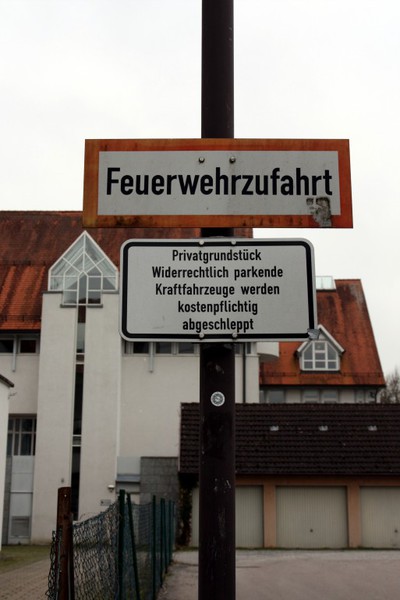 Feuerwehrzufahrt
Privatgrundstück
Widerrechtlich parkende
Kraftfahrzeuge werden
kostenpflichtig
abgeschleppt